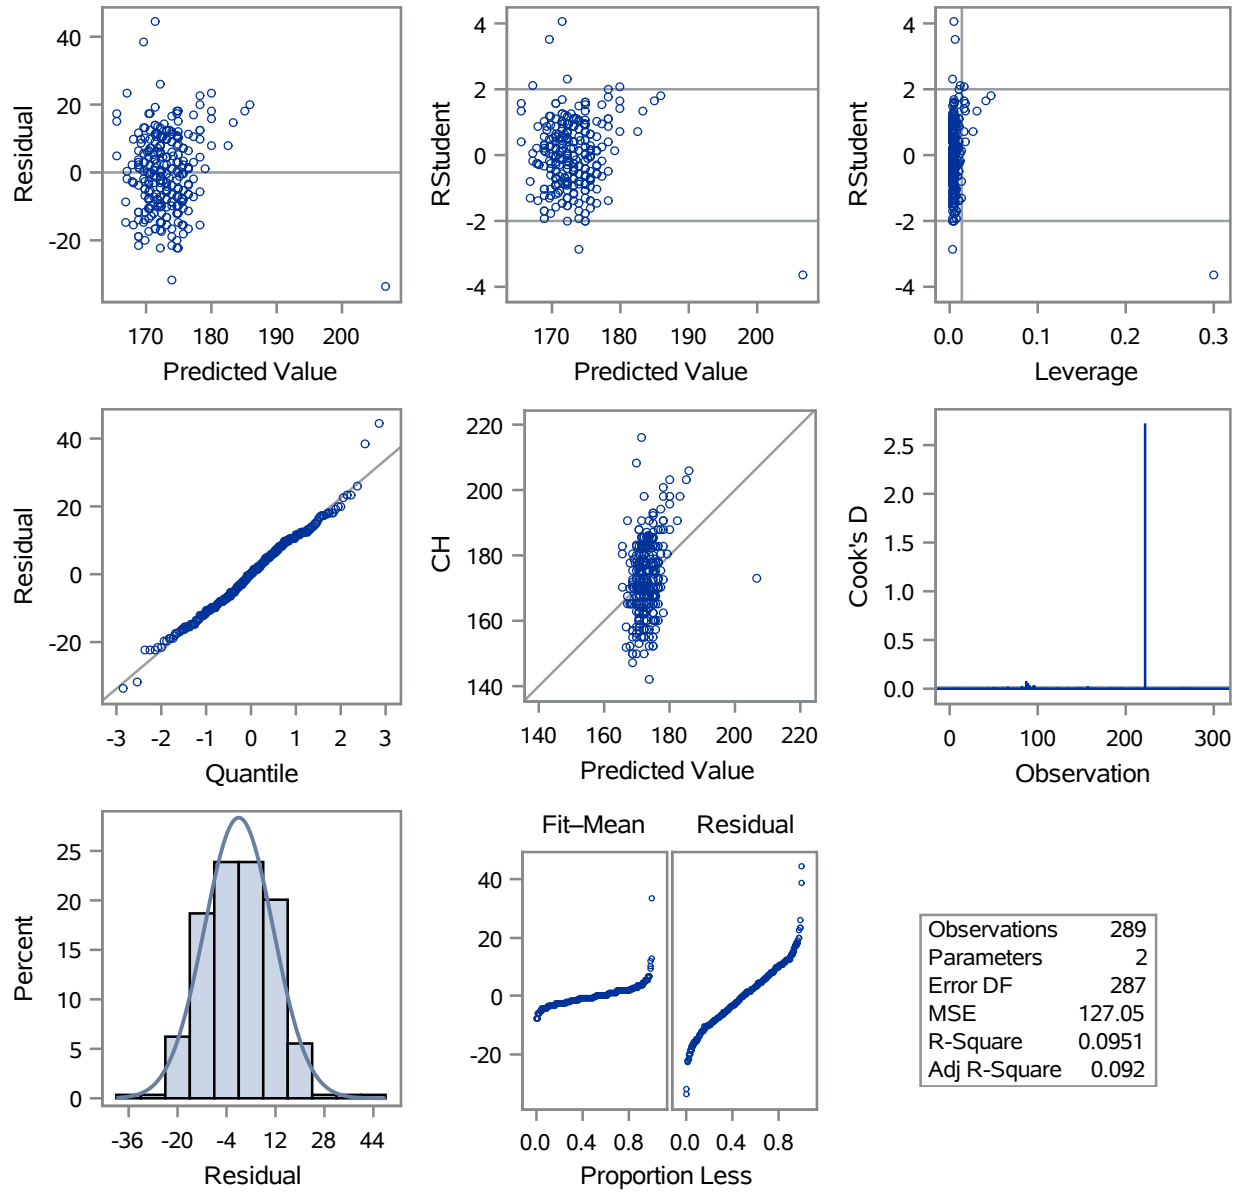 40
20
0
-20
Residual
170 180 190 200
Predicted Value
4
2
0
-2
-4
RStudent
170 180 190 200
Predicted Value
4
2
0
-2
-4
RStudent
0.0 0.1 0.2 0.3
Leverage
40
20
0
-20
Residual
-3 -2 -1 0 1 2 3
Quantile
220
200
180
160
140
CH
140 160 180 200 220
Predicted Value
2.5
2.0
1.5
1.0
0.5
0.0
Cook's D
0 100 200 300
Observation
25
20
15
10
5
0
Percent
-36 -20 -4 12 28 44
Residual
Fit–Mean Residual
40
20
0
-20
0.0 0.4 0.8 0.0 0.4 0.8
Proportion Less
Observations 289
Parameters 2
Error DF 287
MSE 127.05
R-Square 0.0951
Adj R-Square 0.092